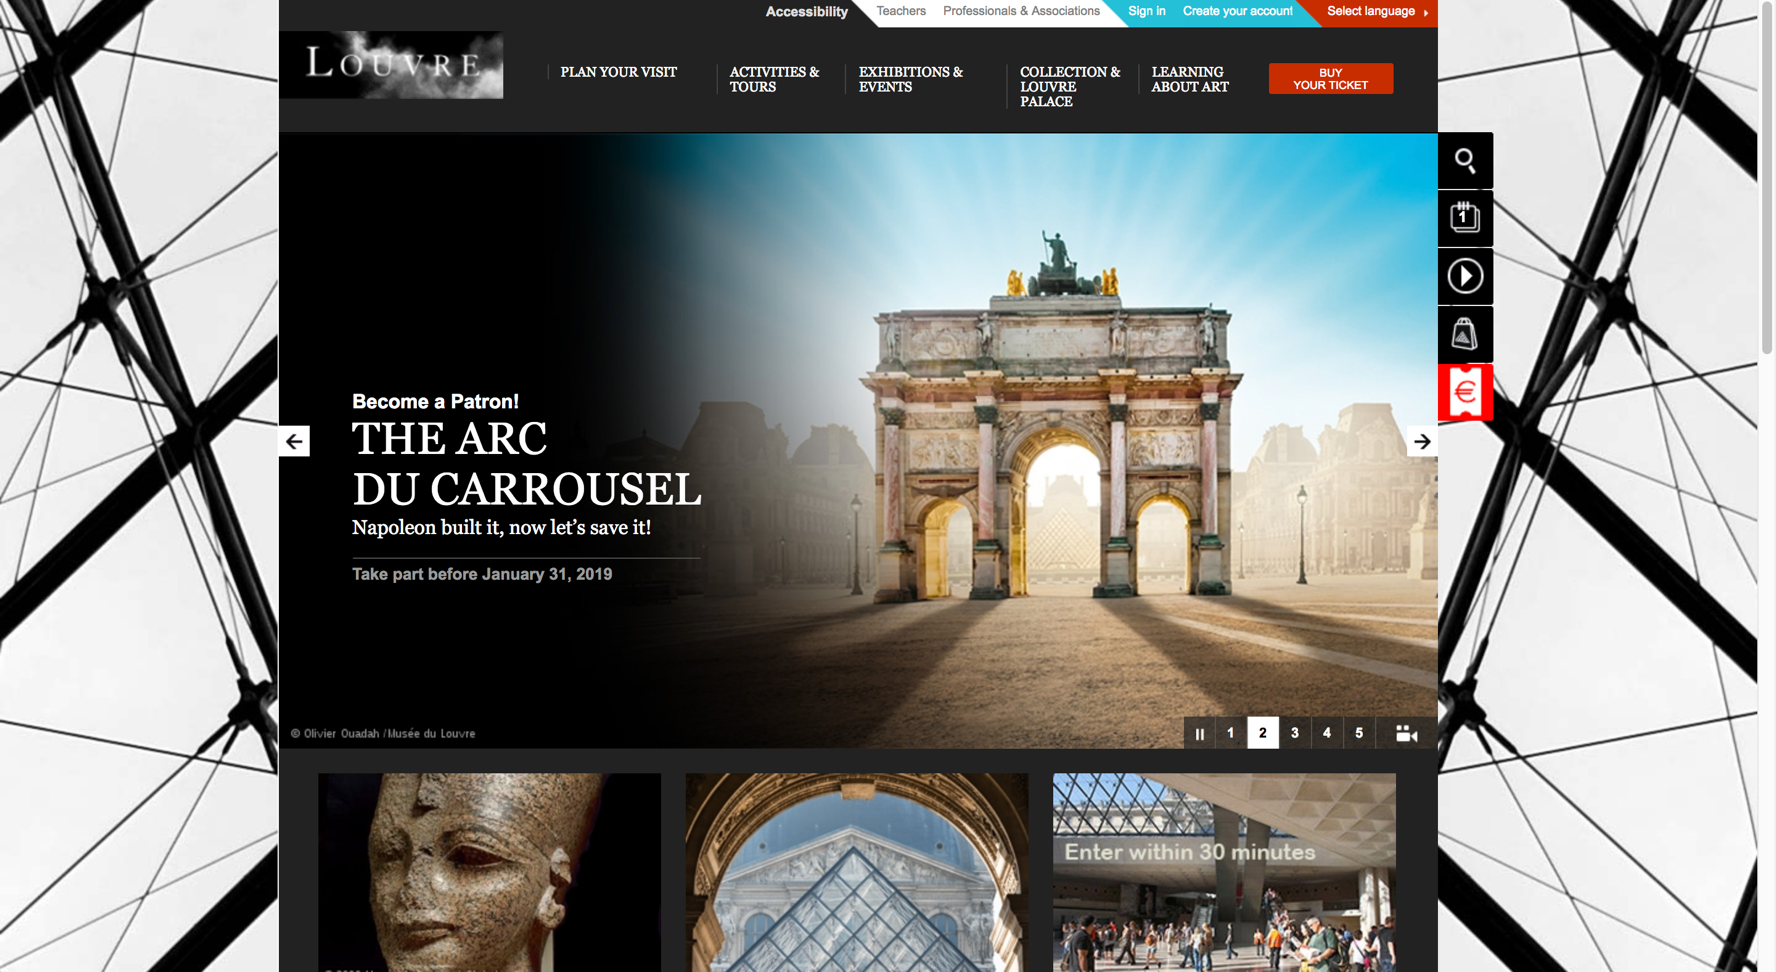 Accessibility
Teachers
Professionals & Associations
Sign in
Create your account
Select language
LOUVRE
PLAN YOUR VISIT
ACTIVITIES &
TOURS
EXHIBITIONS &
EVENTS
COLLECTION &
LOUVRE
PALACE
LEARNING
ABOUT ART
BUY
YOUR TICKET
1
€
Become a Patron!
THE ARC
DU CARROUSEL
Napoleon built it, now let's save it!
Take part before January 31, 2019
© Olivier Ouadah / Musée du Louvre
1 2 3 4 5
Enter within 30 minutes